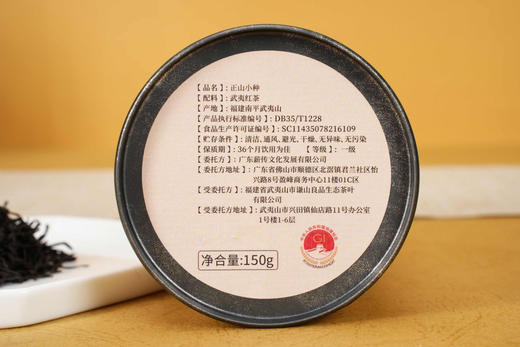 【品名】：正山小种
【配料】：武夷红茶
【产地】：福建南平武夷山
【产品执行标准编号】：DB35/T1228
【食品生产许可证编号】：SC11435078216109
【贮存条件】：清洁、通风、避光、干燥、无异味、无污染
【保质期】：36个月饮用为佳 【等级】：一级
【委托方】：广东新传文化发展有限公司
【委托方地址】：广东省佛山市顺德区北滘镇君兰社区怡
兴路8号盈峰商务中心11楼01C区
【受委托方】：福建省武夷山市谦山良品生态茶叶
有限公司
【受委托方地址】：武夷山市兴田镇仙店路11号办公室
1号楼1-6层
净含量:150g
GI